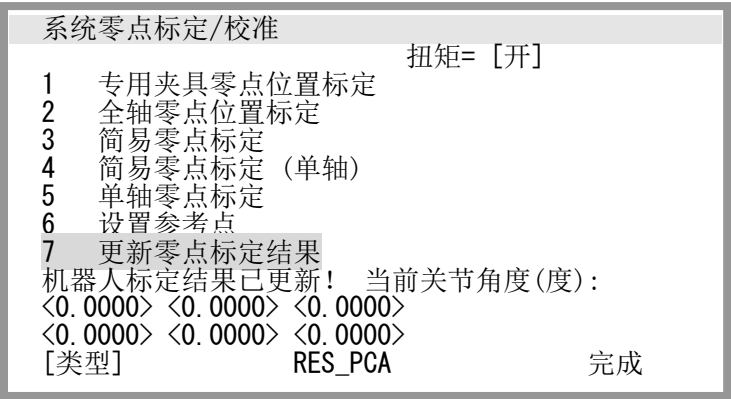 系统零点标定/校准
扭矩= [开]
1 专用夹具零点位置标定
2 全轴零点位置标定
3 简易零点标定
4 简易零点标定 (单轴)
5 单轴零点标定
6 设置参考点
7 更新零点标定结果
机器人标定结果已更新! 当前关节角度(度):
<0.0000> <0.0000> <0.0000>
<0.0000> <0.0000> <0.0000>
[类型] RES_PCA 完成